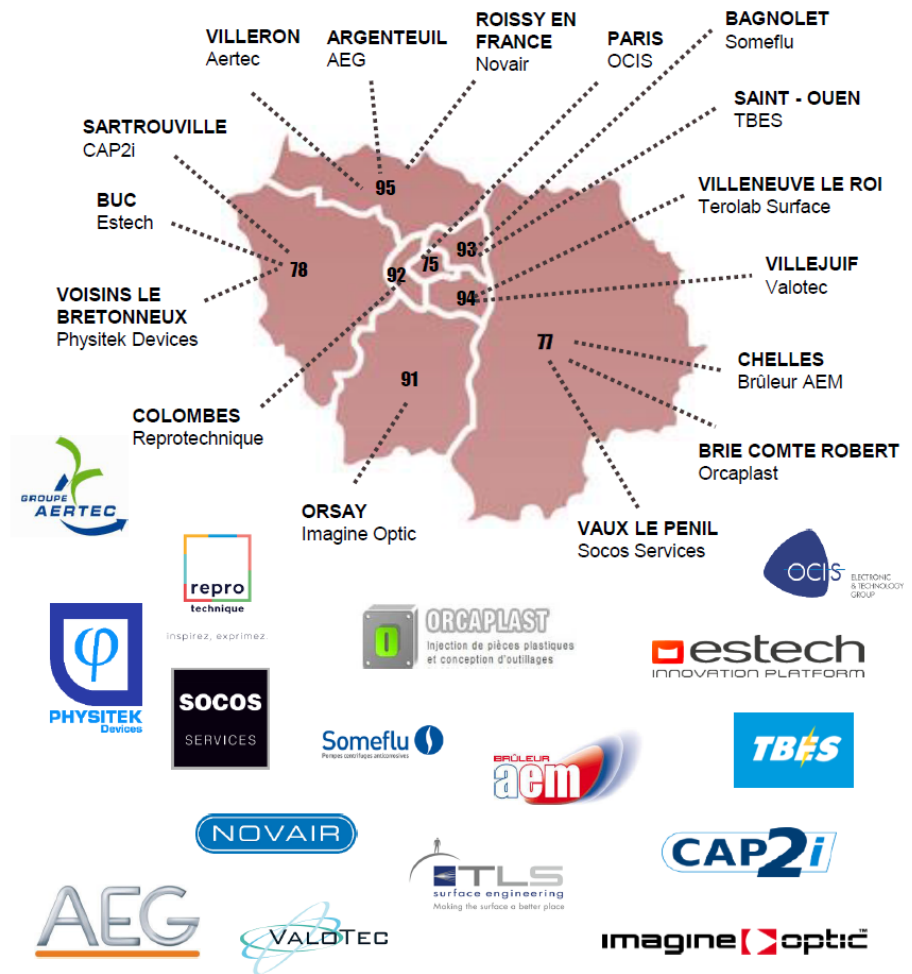 VILLERON
Aertec
ARGENTEUIL
AEG
ROISSY EN
FRANCE
Novair
PARIS
OCIS
BAGNOLET
Someflu
SAINT - OUEN
TBES
SARTROUVILLE
CAP2i
BUC
Estech
VILLENEUVE LE ROI
Terolab Surface
VOISINS LE
BRETONNEUX
Physitek Devices
VILLEJUIF
Valotec
CHELLES
Brûleur AEM
COLOMBES
Reprotechnique
BRIE COMTE ROBERT
Orcaplast
ORSAY
Imagine Optic
VAUX LE PENIL
Socos Services
95
78
92
75
93
94
77
91
GROUPE
AERTEC
repro
technique
inspirez, exprimez.
OCIS
ELECTRONIC
& TECHNOLOGY
GROUP
ORCAPLAST
Injection de pièces plastiques
et conception d'outillages
estech
INNOVATION PLATFORM
φ
PHYSITEK
Devices
SOCOS
SERVICES
Someflu
Pompes centrifuges anticorrosives
BRÛLEUR
aem
TBES
NOVAIR
TLS
surface engineering
Making the surface a better place
CAP2i
AEG
VALOTEC
imagine optic™